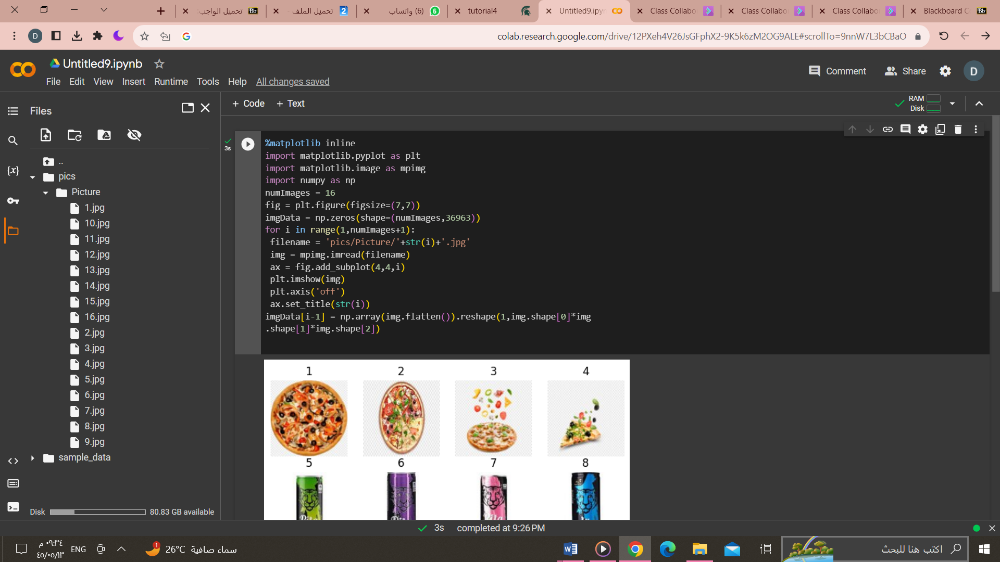 تحميل الواجب:
تحميل الملف -
(6) واتساب
tutorial4
Untitled9.ipyn
Class Collabo
Class Collabo
Class Collabo
Blackboard C
colab.research.google.com/drive/12PXeh4V26JsGFphX2-9K5k6zM2OG9ALE#scrollTo=9nnW7L3bCBaO
Untitled9.ipynb
Comment
Share
D
File Edit View Insert Runtime Tools Help All changes saved
Files
+ Code + Text
RAM
Disk
..
pics
Picture
1.jpg
10.jpg
11.jpg
12.jpg
13.jpg
14.jpg
15.jpg
16.jpg
2.jpg
3.jpg
4.jpg
5.jpg
6.jpg
7.jpg
8.jpg
9.jpg
sample_data
Disk 80.83 GB available
3s
%matplotlib inline
import matplotlib.pyplot as plt
import matplotlib.image as mpimg
import numpy as np
numImages = 16
fig = plt.figure(figsize=(7,7))
imgData = np.zeros(shape=(numImages,36963))
for i in range(1,numImages+1):
filename = 'pics/Picture/'+str(i)+'.jpg'
img = mpimg.imread(filename)
ax = fig.add_subplot(4,4,i)
plt.imshow(img)
plt.axis('off')
ax.set_title(str(i))
imgData[i-1] = np.array(img.flatten()).reshape(1,img.shape[0]*img
.shape[1]*img.shape[2])
1 2 3 4
5 6 7 8
3s completed at 9:26 PM
٠٩:٣٤ م
٤٥/٠٥/١٣
ENG
26°C سماء صافية
اكتب هنا للبحث